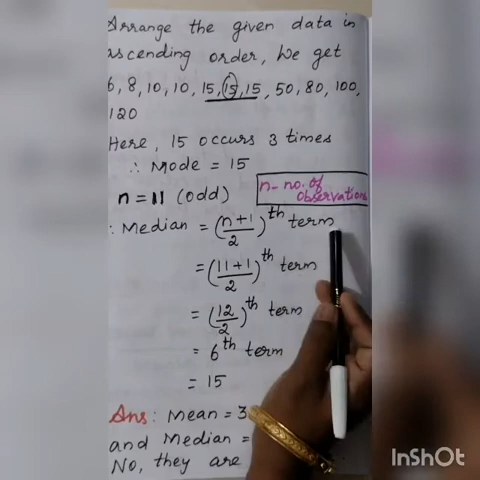 Arrange the given data in
ascending order, We get
6, 8, 10, 10, 15, 15, 15, 50, 80, 100,
120
Here, 15 occurs 3 times
∴ Mode = 15
n = 11 (odd)
n - no. of
observations
∴ Median = (n+1/2)th term
= (11+1/2)th term
= (12/2)th term
= 6th term
= 15
Ans: Mean = 3
and Median =
No, they are
InShOt